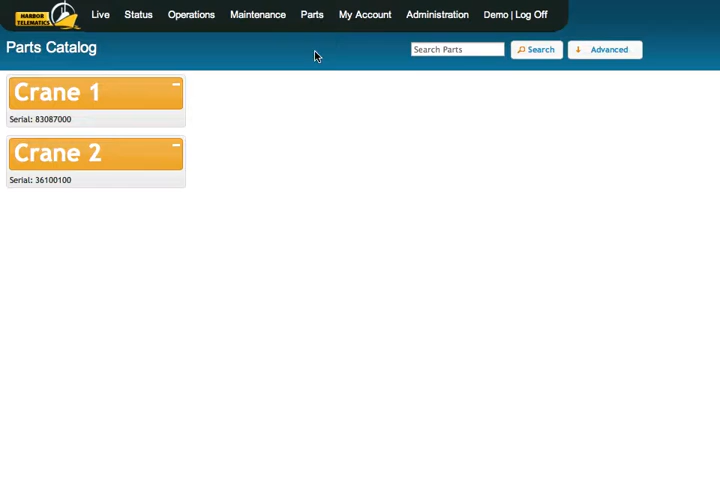 HARBOR
TELEMATICS
Live Status Operations Maintenance Parts My Account Administration Demo | Log Off
Parts Catalog
Search Parts Search Advanced
Crane 1
Serial: 83087000
Crane 2
Serial: 36100100